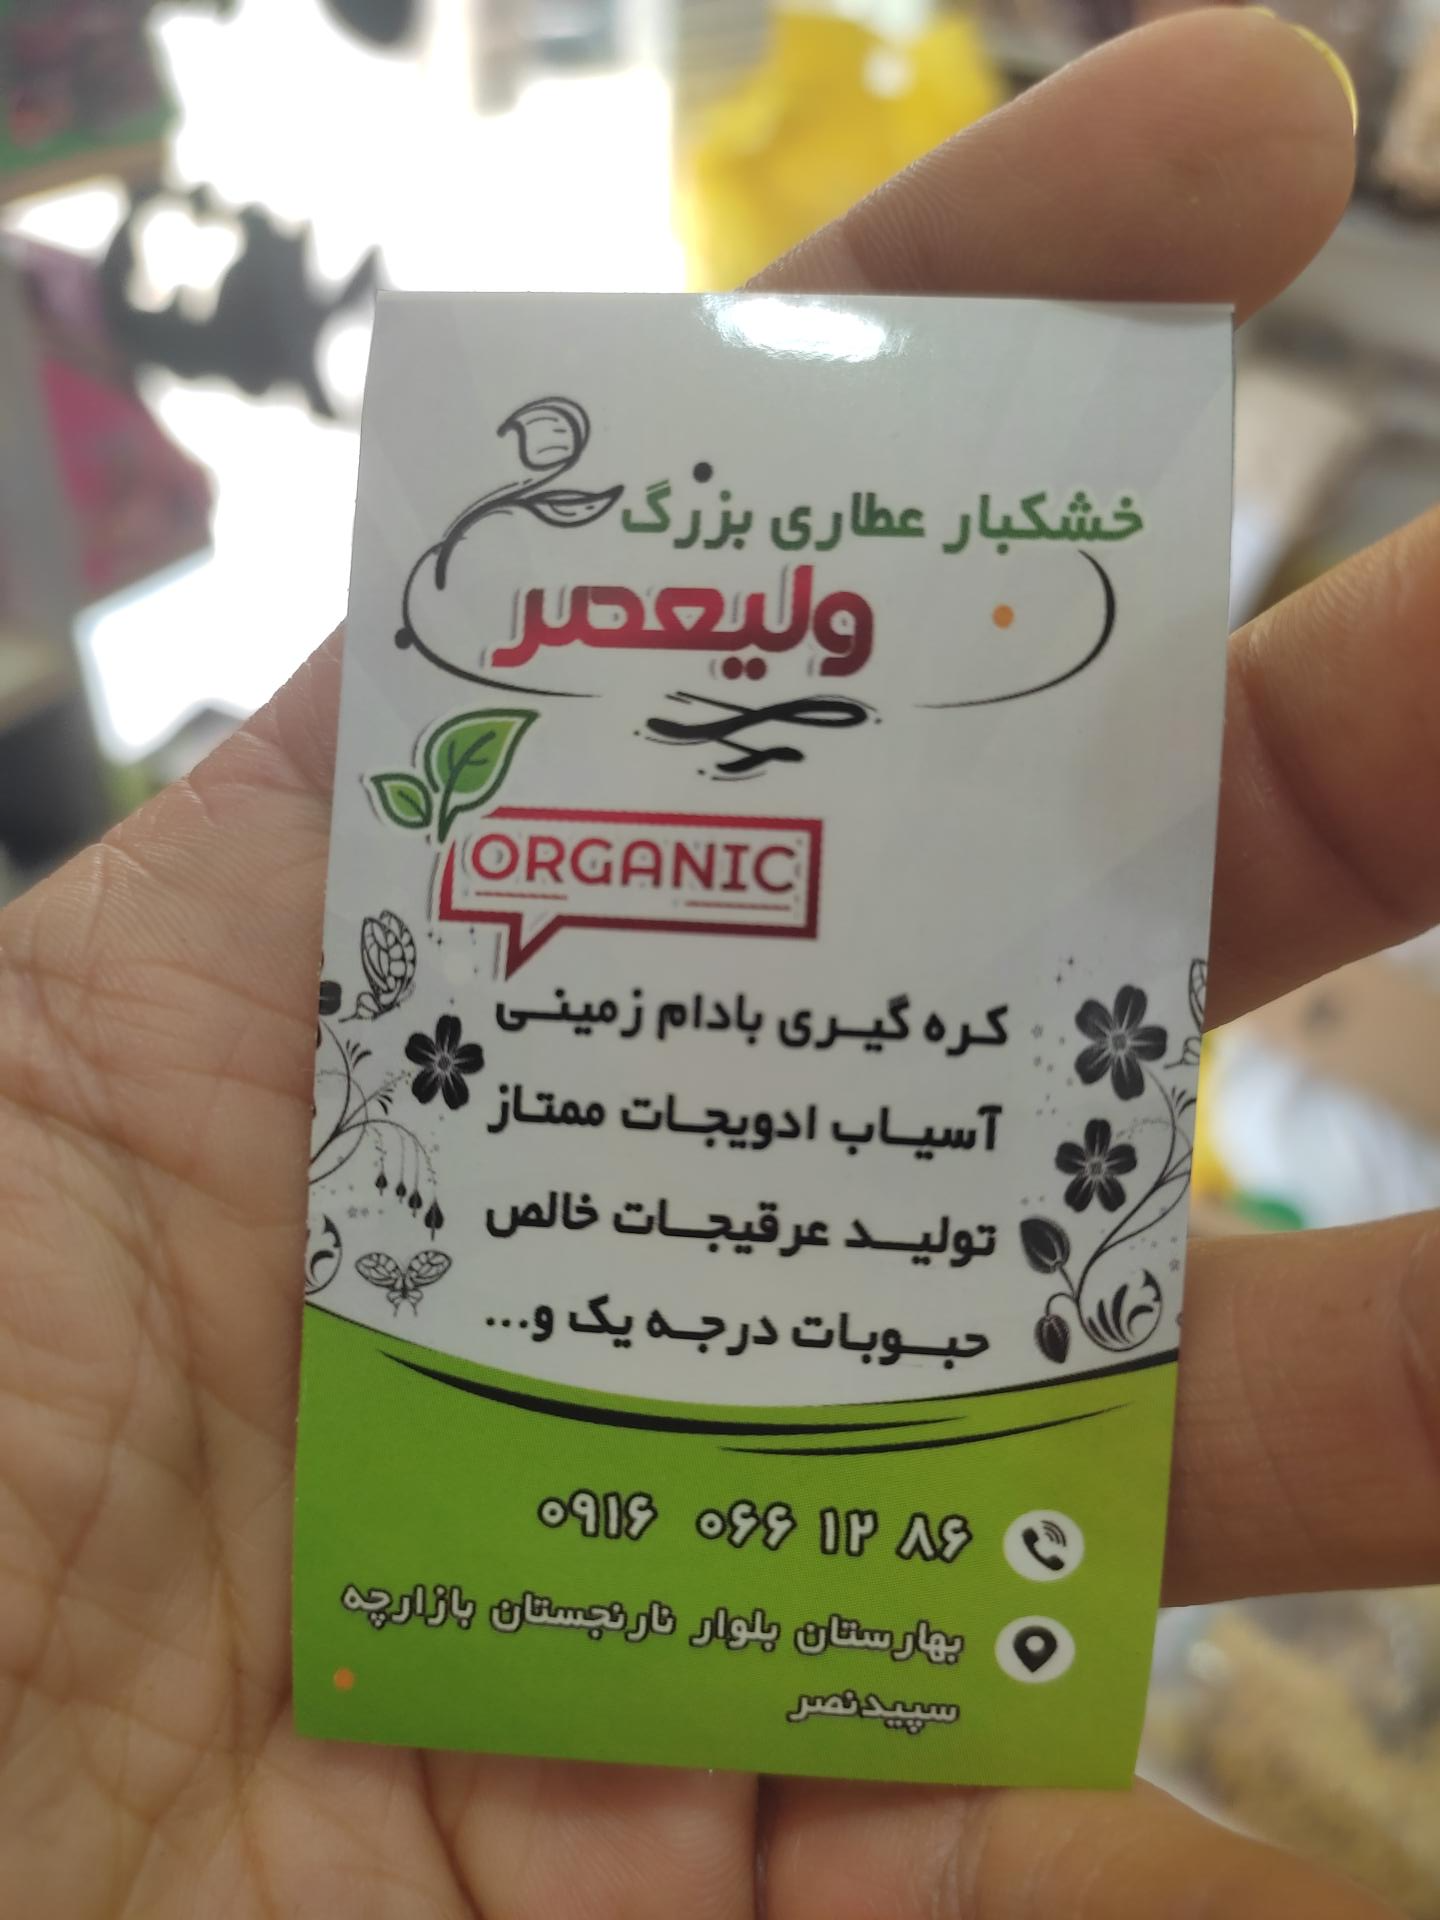 خشکبار عطاری بزرگ
ولیعصر
ORGANIC
کره گیری بادام زمینی
آسیاب ادویجات ممتاز
تولید عرقیجات خالص
حبوبات درجه یک و...
۰۹۱۶ ۰۶۶ ۱۲ ۸۶
بهارستان بلوار نارنجستان بازارچه
سپیدنصر